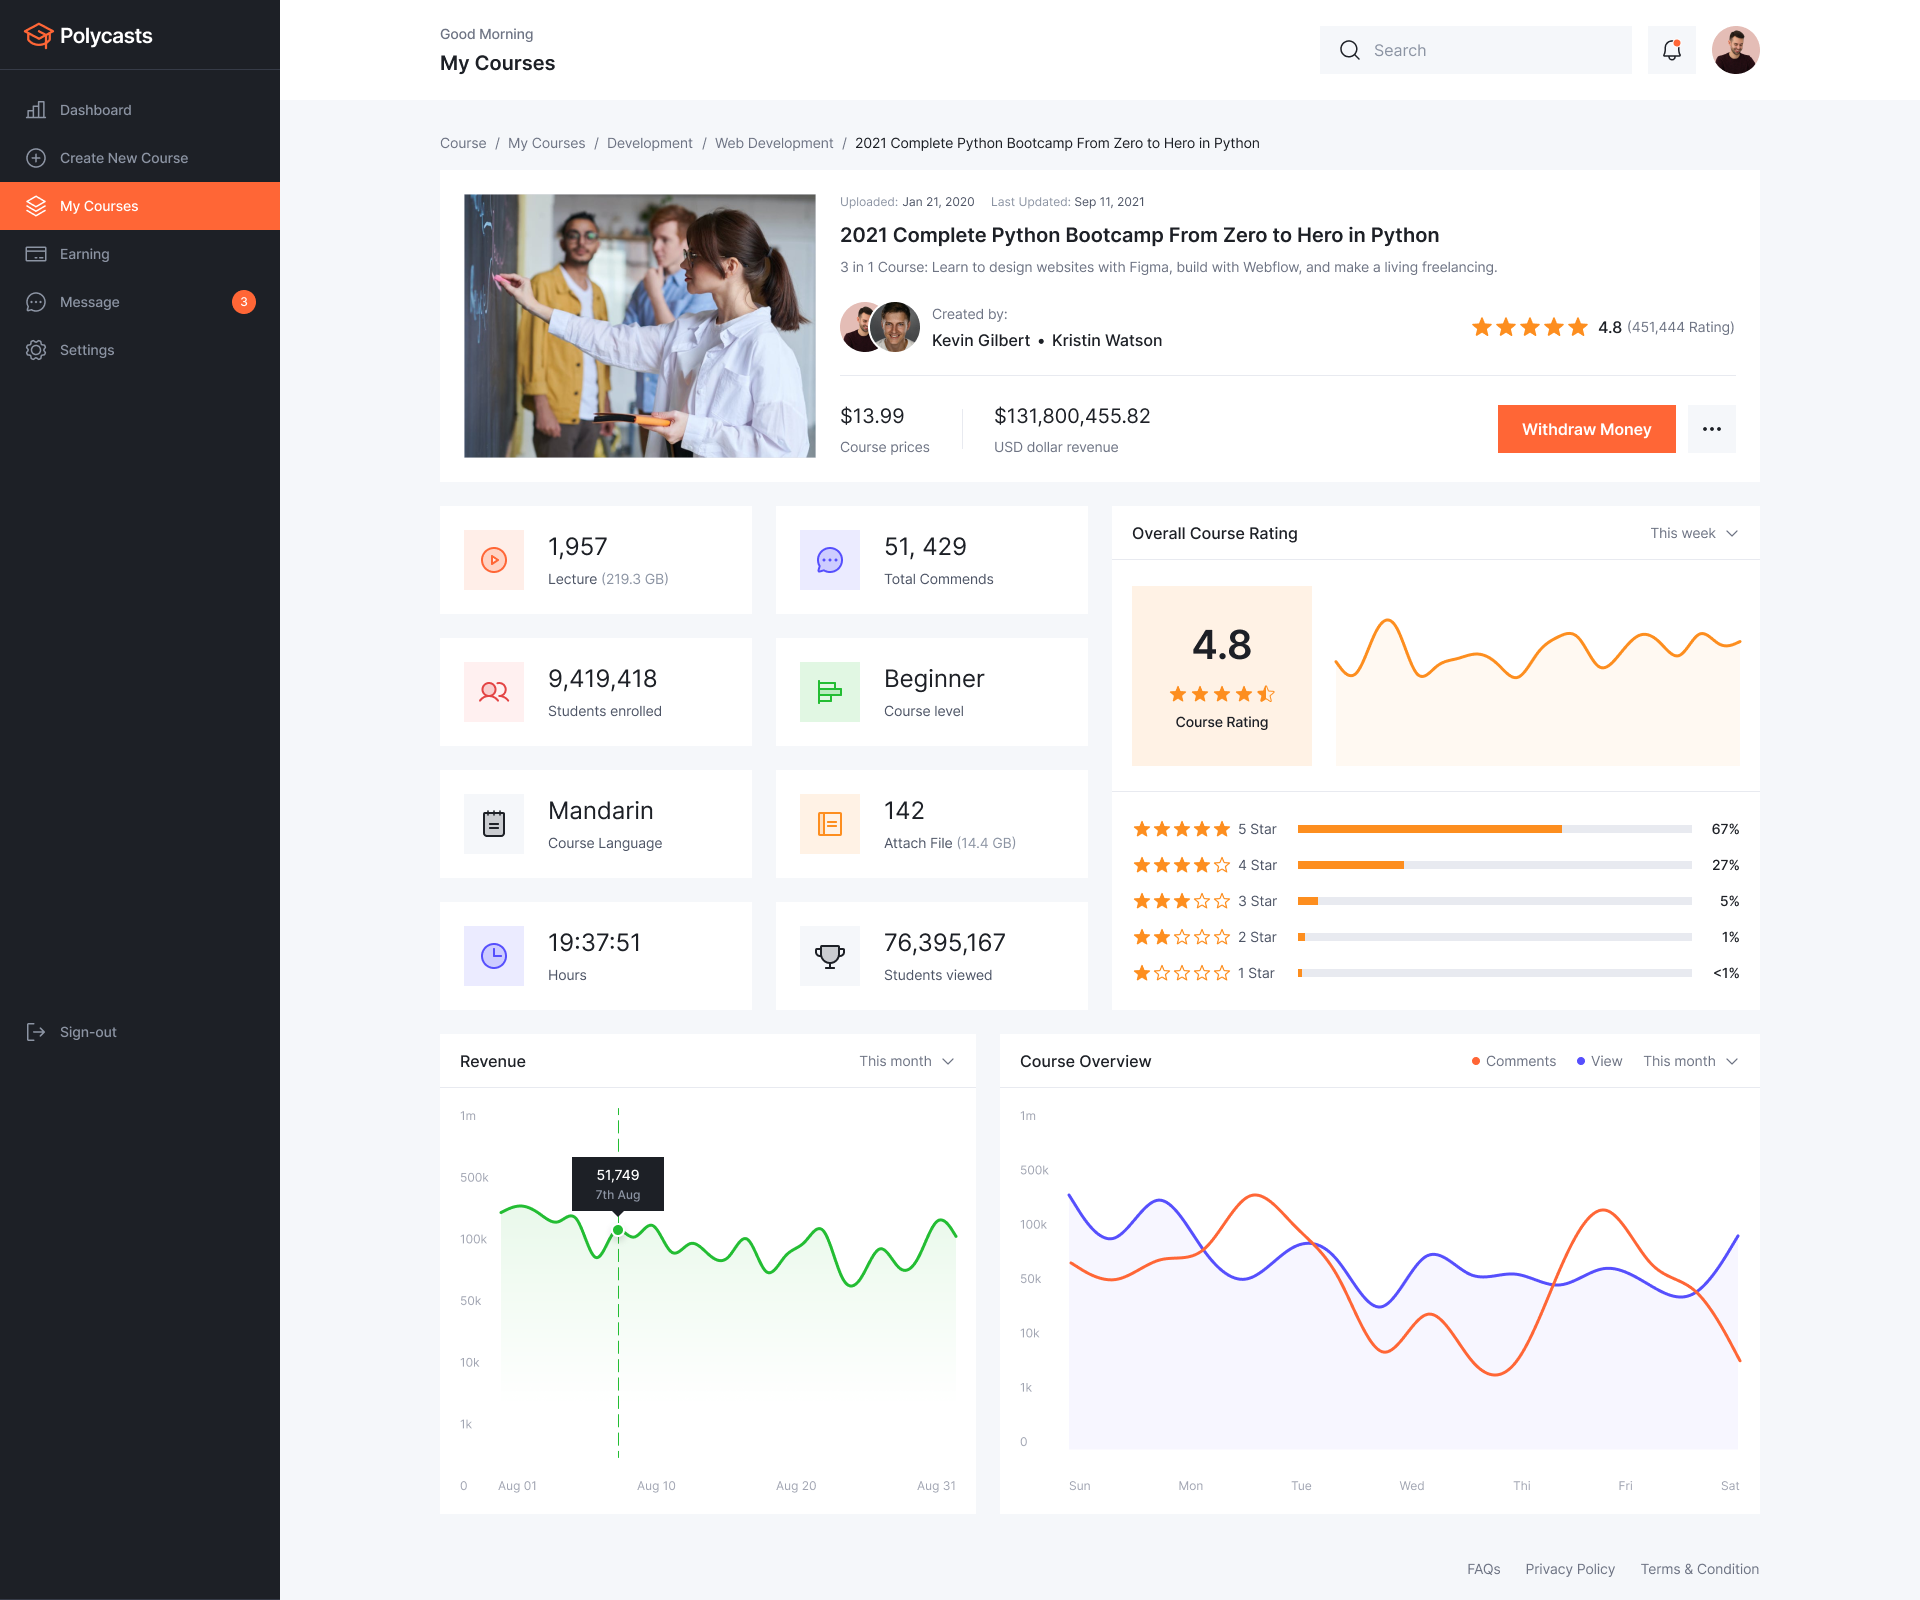 Polycasts
Dashboard
Create New Course
My Courses
Earning
Message
3
Settings
Sign-out
Good Morning
My Courses
Search
Course / My Courses / Development / Web Development / 2021 Complete Python Bootcamp From Zero to Hero in Python
Uploaded: Jan 21, 2020 Last Updated: Sep 11, 2021
2021 Complete Python Bootcamp From Zero to Hero in Python
3 in 1 Course: Learn to design websites with Figma, build with Webflow, and make a living freelancing.
Created by:
Kevin Gilbert • Kristin Watson
4.8 (451,444 Rating)
$13.99
Course prices
$131,800,455.82
USD dollar revenue
Withdraw Money
1,957
Lecture (219.3 GB)
51, 429
Total Commends
9,419,418
Students enrolled
Beginner
Course level
Mandarin
Course Language
142
Attach File (14.4 GB)
19:37:51
Hours
76,395,167
Students viewed
Overall Course Rating
This week
4.8
Course Rating
5 Star 67%
4 Star 27%
3 Star 5%
2 Star 1%
1 Star <1%
Revenue
This month
1m
500k
100k
50k
10k
1k
0
51,749
7th Aug
Aug 01 Aug 10 Aug 20 Aug 31
Course Overview
Comments View This month
1m
500k
100k
50k
10k
1k
0
Sun Mon Tue Wed Thi Fri Sat
FAQs Privacy Policy Terms & Condition